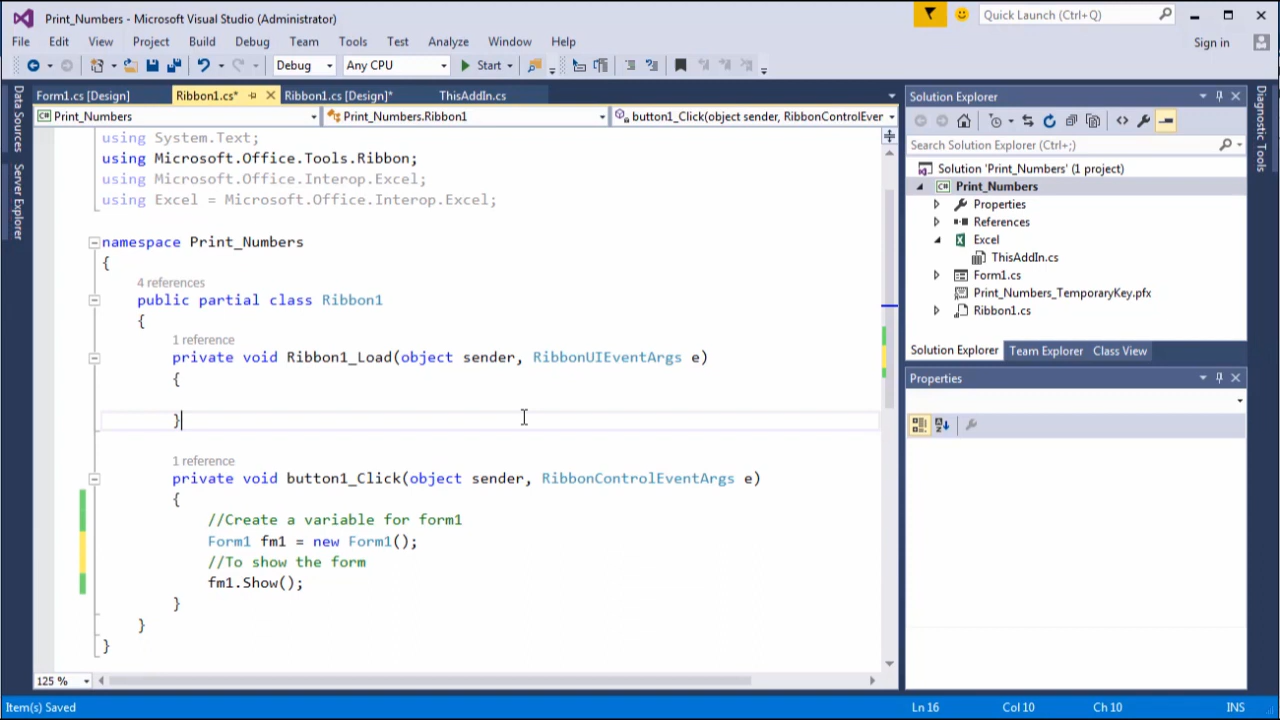 Print_Numbers - Microsoft Visual Studio (Administrator)
Quick Launch (Ctrl+Q)
File Edit View Project Build Debug Team Tools Test Analyze Window Help
Sign in
Debug Any CPU Start
Form1.cs [Design] Ribbon1.cs* Ribbon1.cs [Design]* ThisAddIn.cs
Print_Numbers Print_Numbers.Ribbon1 button1_Click(object sender, RibbonControlEver
Data Sources
Server Explorer
using System.Text;
using Microsoft.Office.Tools.Ribbon;
using Microsoft.Office.Interop.Excel;
using Excel = Microsoft.Office.Interop.Excel;
namespace Print_Numbers
{
4 references
public partial class Ribbon1
{
1 reference
private void Ribbon1_Load(object sender, RibbonUIEventArgs e)
{
}
1 reference
private void button1_Click(object sender, RibbonControlEventArgs e)
{
//Create a variable for form1
Form1 fm1 = new Form1();
//To show the form
fm1.Show();
}
}
}
125 %
Solution Explorer
Search Solution Explorer (Ctrl+;)
Solution 'Print_Numbers' (1 project)
Print_Numbers
Properties
References
Excel
ThisAddIn.cs
Form1.cs
Print_Numbers_TemporaryKey.pfx
Ribbon1.cs
Solution Explorer Team Explorer Class View
Properties
Diagnostic Tools
Item(s) Saved Ln 16 Col 10 Ch 10 INS